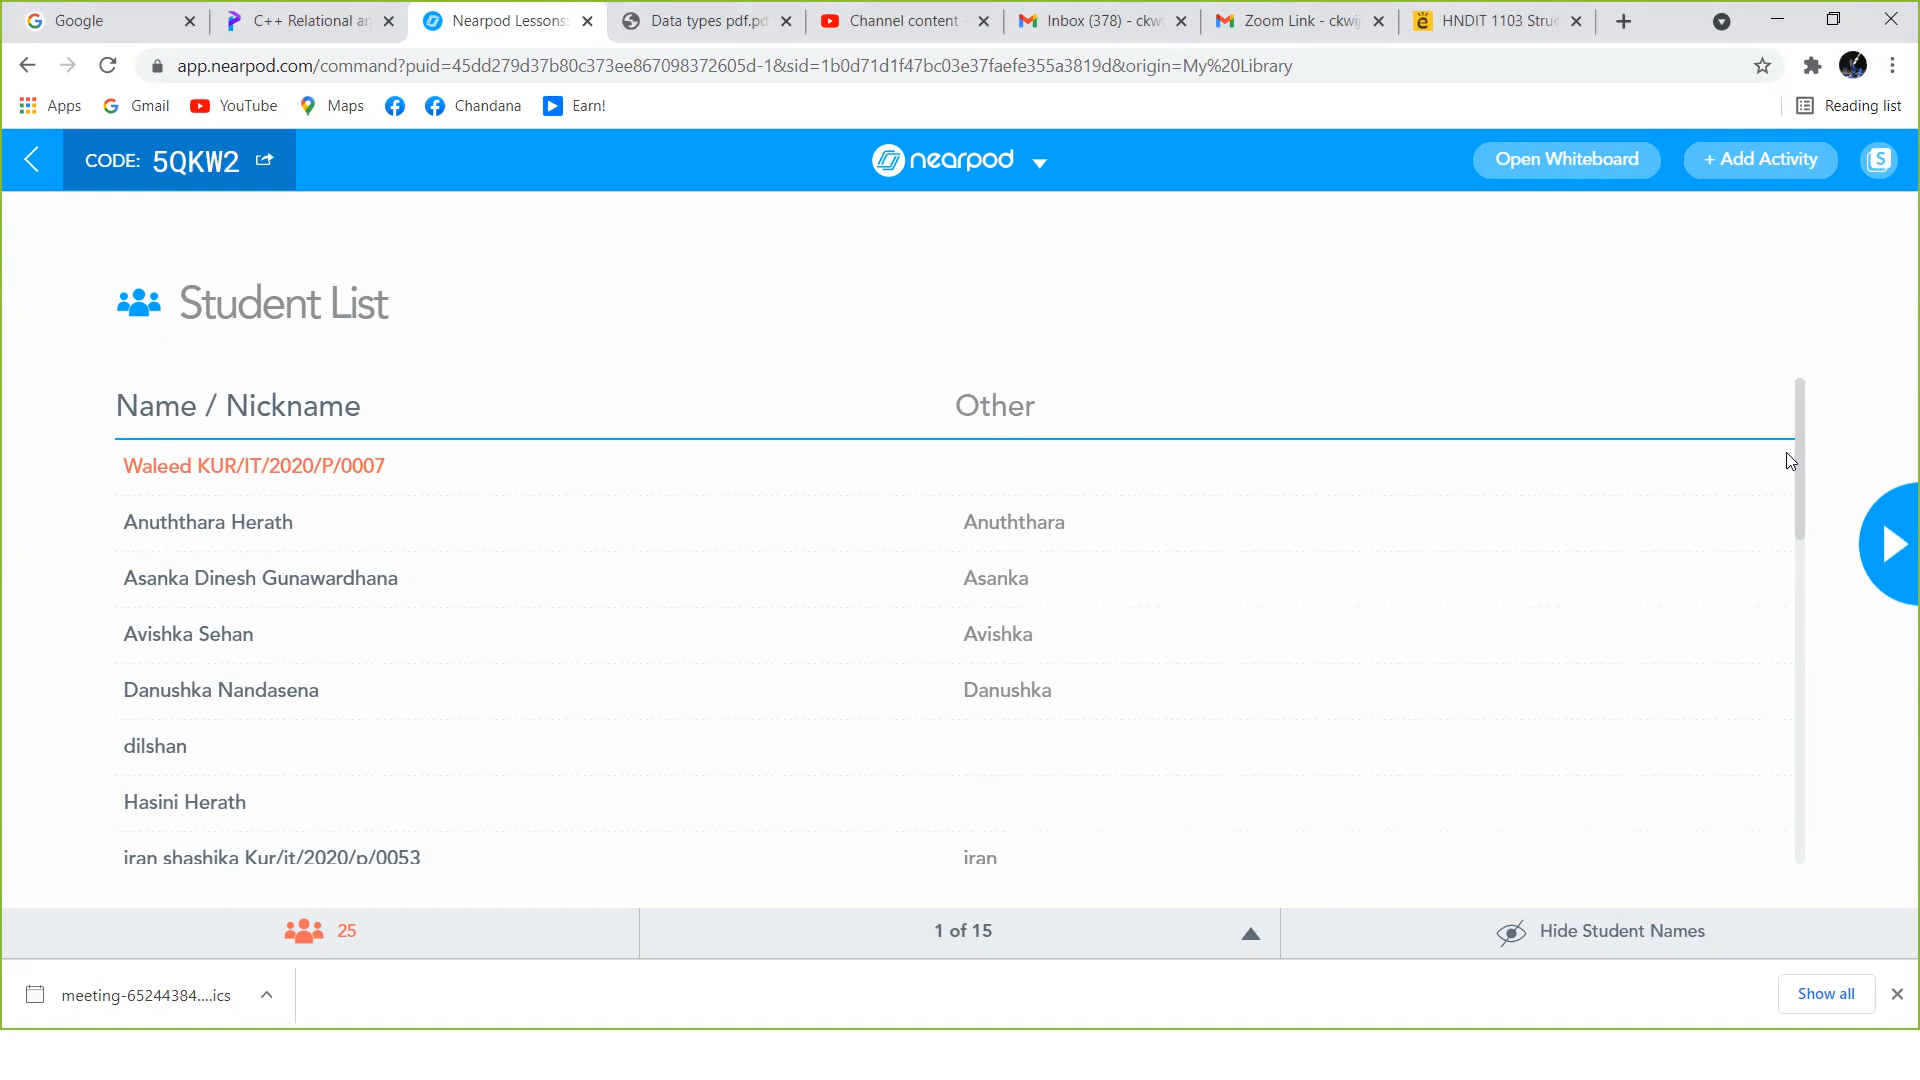 Google
C++ Relational an
Nearpod Lessons:
Data types pdf.pd
Channel content -
Inbox (378) - ckwij
Zoom Link - ckwij
HNDIT 1103 Struc
app.nearpod.com/command?puid=45dd279d37b80c373ee867098372605d-1&sid=1b0d71d1f47bc03e37faefe355a3819d&origin=My%20Library
Apps
Gmail
YouTube
Maps
Chandana
Earn!
Reading list
CODE: 5QKW2
nearpod
Open Whiteboard
+ Add Activity
S
Student List
Name / Nickname
Other
Waleed KUR/IT/2020/P/0007
Anuththara Herath
Anuththara
Asanka Dinesh Gunawardhana
Asanka
Avishka Sehan
Avishka
Danushka Nandasena
Danushka
dilshan
Hasini Herath
iran shashika Kur/it/2020/p/0053
iran
25
1 of 15
Hide Student Names
meeting-65244384....ics
Show all